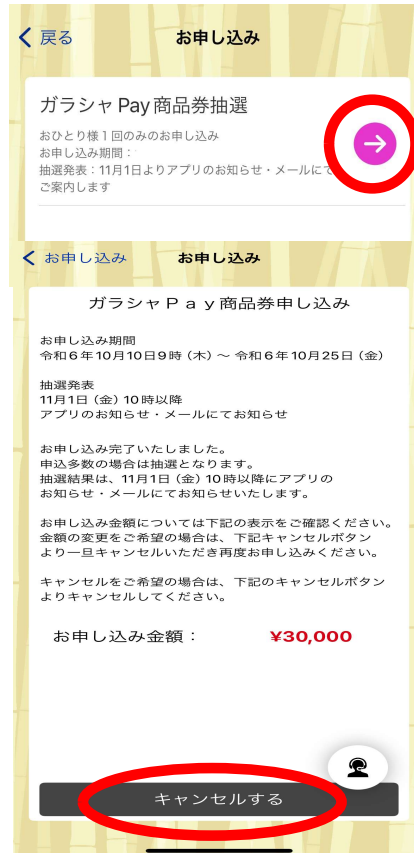 戻る
お申し込み
ガラシャ Pay 商品券抽選
おひとり様1回のみのお申し込み
お申し込み期間：
抽選発表：11月1日よりアプリのお知らせ・メールにて
ご案内します
お申し込み
お申し込み
ガラシャＰａｙ商品券申し込み
お申し込み期間
令和6年10月10日9時（木）～ 令和6年10月25日（金）
抽選発表
11月1日（金）10時以降
アプリのお知らせ・メールにてお知らせ
お申し込み完了いたしました。
申込多数の場合は抽選となります。
抽選結果は、11月1日（金）10時以降にアプリの
お知らせ・メールにてお知らせいたします。
お申し込み金額については下記の表示をご確認ください。
金額の変更をご希望の場合は、下記キャンセルボタン
より一旦キャンセルいただき再度お申し込みください。
キャンセルをご希望の場合は、下記のキャンセルボタン
よりキャンセルしてください。
お申し込み金額： ¥30,000
キャンセルする